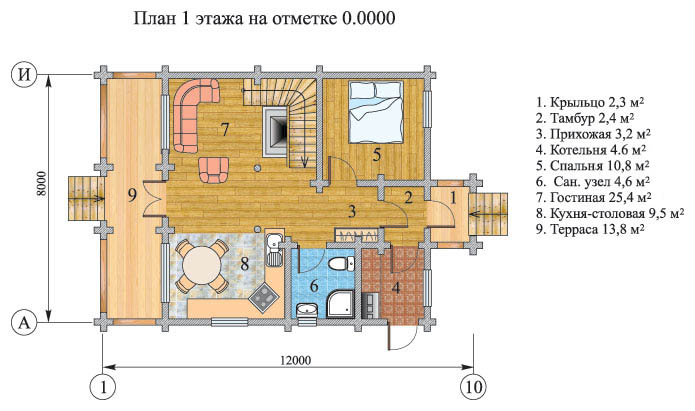 План 1 этажа на отметке 0.0000
И
8000
А
1
12000
10
7
5
9
3
2
1
8
6
4
1. Крыльцо 2,3 м²
2. Тамбур 2,4 м²
3. Прихожая 3,2 м²
4. Котельня 4.6 м²
5. Спальня 10,8 м²
6. Сан. узел 4,6 м²
7. Гостиная 25,4 м²
8. Кухня-столовая 9,5 м²
9. Терраса 13,8 м²